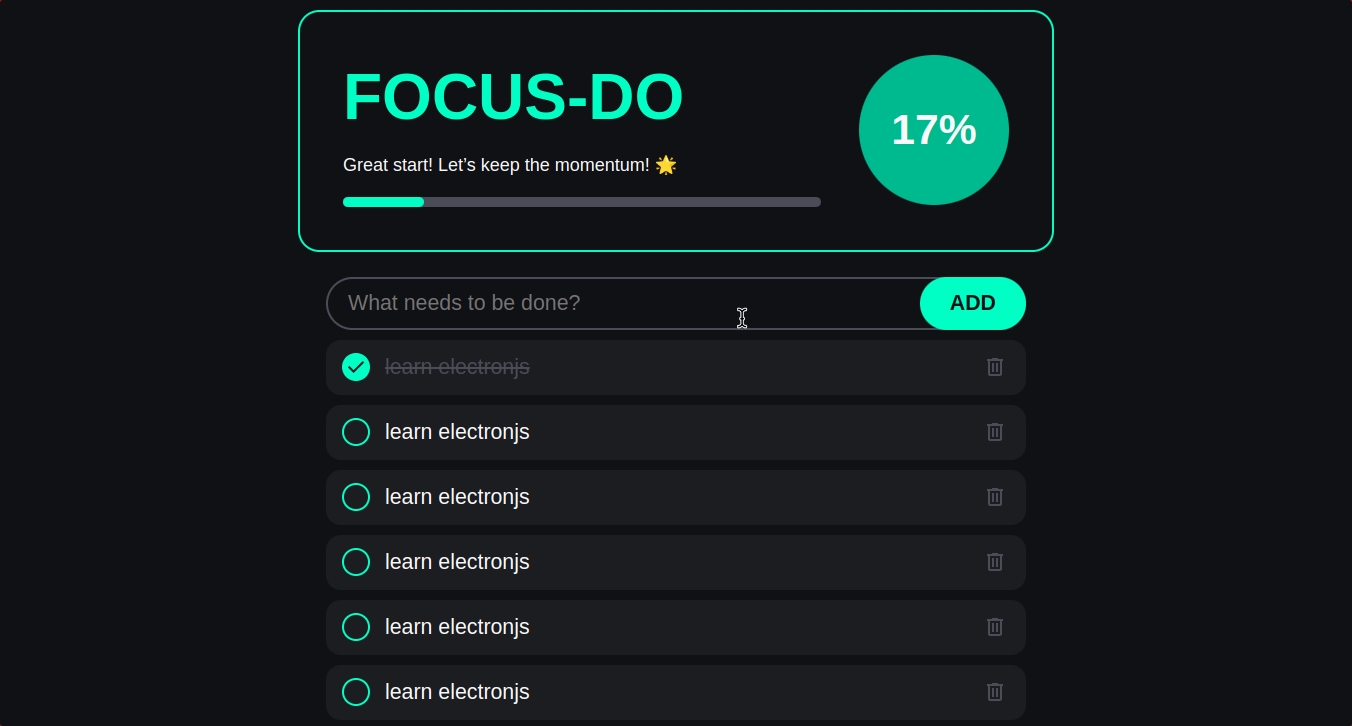 FOCUS-DO
Great start! Let’s keep the momentum! 🌟
17%
What needs to be done?
ADD
learn electronjs
learn electronjs
learn electronjs
learn electronjs
learn electronjs
learn electronjs